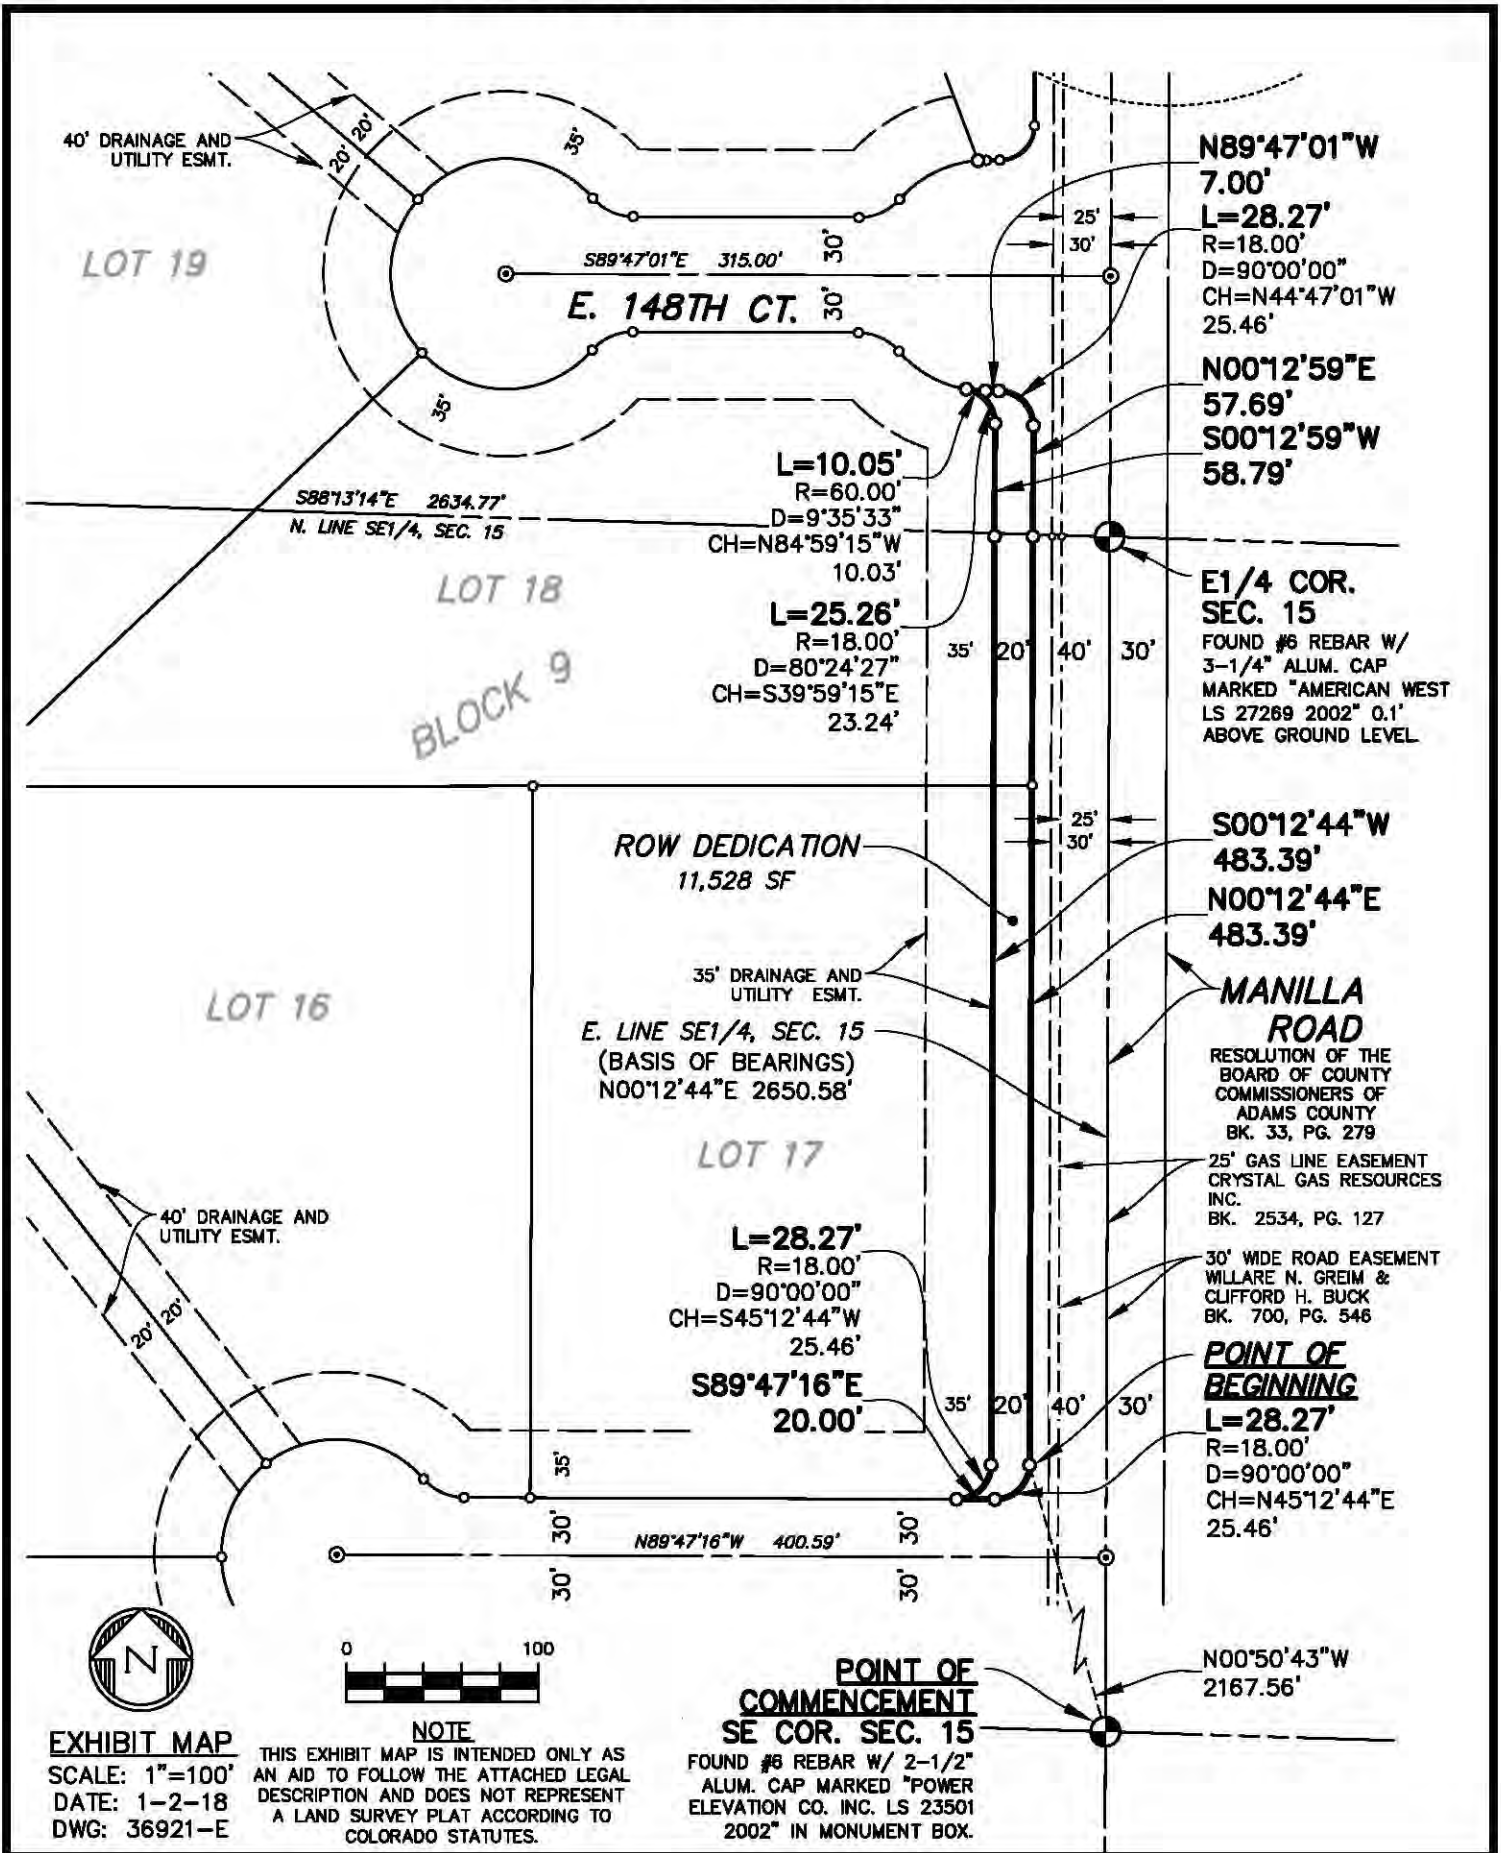 40' DRAINAGE AND
UTILITY ESMT.
20'
20'
35'
LOT 19
N89°47'01"W
7.00'
L=28.27'
R=18.00'
D=90°00'00"
CH=N44°47'01"W
25.46'
25'
30'
S89°47'01"E 315.00'
30'
E. 148TH CT.
30'
N00°12'59"E
57.69'
S00°12'59"W
58.79'
35'
L=10.05'
R=60.00'
D=9°35'33"
CH=N84°59'15"W
10.03'
S88°13'14"E 2634.77'
N. LINE SE1/4, SEC. 15
LOT 18
BLOCK 9
L=25.26'
R=18.00'
D=80°24'27"
CH=S39°59'15"E
23.24'
35'
20'
40'
30'
E1/4 COR.
SEC. 15
FOUND #6 REBAR W/
3-1/4" ALUM. CAP
MARKED "AMERICAN WEST
LS 27269 2002" 0.1'
ABOVE GROUND LEVEL
25'
30'
S00°12'44"W
483.39'
N00°12'44"E
483.39'
ROW DEDICATION
11,528 SF
35' DRAINAGE AND
UTILITY ESMT.
LOT 16
E. LINE SE1/4, SEC. 15
(BASIS OF BEARINGS)
N00°12'44"E 2650.58'
MANILLA
ROAD
RESOLUTION OF THE
BOARD OF COUNTY
COMMISSIONERS OF
ADAMS COUNTY
BK. 33, PG. 279
LOT 17
25' GAS LINE EASEMENT
CRYSTAL GAS RESOURCES
INC.
BK. 2534, PG. 127
40' DRAINAGE AND
UTILITY ESMT.
20'
20'
L=28.27'
R=18.00'
D=90°00'00"
CH=S45°12'44"W
25.46'
S89°47'16"E
20.00'
30' WIDE ROAD EASEMENT
WILLARE N. GREIM &
CLIFFORD H. BUCK
BK. 700, PG. 546
35'
20'
40'
30'
POINT OF
BEGINNING
L=28.27'
R=18.00'
D=90°00'00"
CH=N45°12'44"E
25.46'
35'
30'
30'
N89°47'16"W 400.59'
30'
30'
N
0 100
EXHIBIT MAP
SCALE: 1"=100'
DATE: 1-2-18
DWG: 36921-E
NOTE
THIS EXHIBIT MAP IS INTENDED ONLY AS
AN AID TO FOLLOW THE ATTACHED LEGAL
DESCRIPTION AND DOES NOT REPRESENT
A LAND SURVEY PLAT ACCORDING TO
COLORADO STATUTES.
POINT OF
COMMENCEMENT
SE COR. SEC. 15
FOUND #6 REBAR W/ 2-1/2"
ALUM. CAP MARKED "POWER
ELEVATION CO. INC. LS 23501
2002" IN MONUMENT BOX.
N00°50'43"W
2167.56'